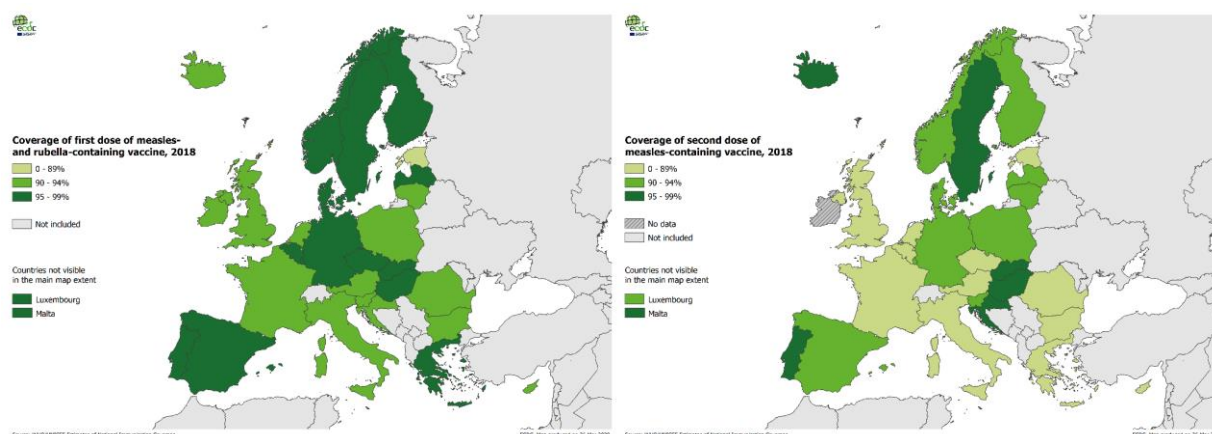 ecdc
Coverage of first dose of measles-
and rubella-containing vaccine, 2018
0 - 89%
90 - 94%
95 - 99%
Not included
Countries not visible
in the main map extent
Luxembourg
Malta
ecdc
Coverage of second dose of
measles-containing vaccine, 2018
0 - 89%
90 - 94%
95 - 99%
No data
Not included
Countries not visible
in the main map extent
Luxembourg
Malta